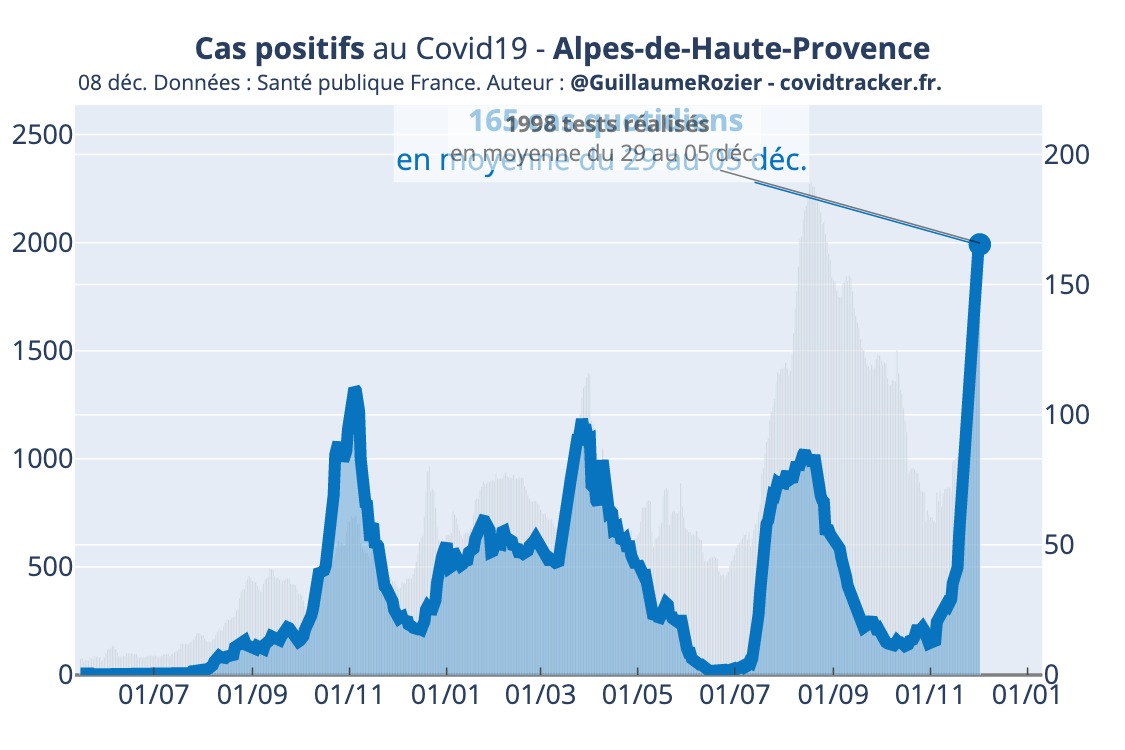 Cas positifs au Covid19 - Alpes-de-Haute-Provence
08 déc. Données : Santé publique France. Auteur : @GuillaumeRozier - covidtracker.fr.
165 cas quotidiens
en moyenne du 29 au 05 déc.
1998 tests réalisés
en moyenne du 29 au 05 déc.
2500
2000
1500
1000
500
0
200
150
100
50
0
01/07 01/09 01/11 01/01 01/03 01/05 01/07 01/09 01/11 01/01